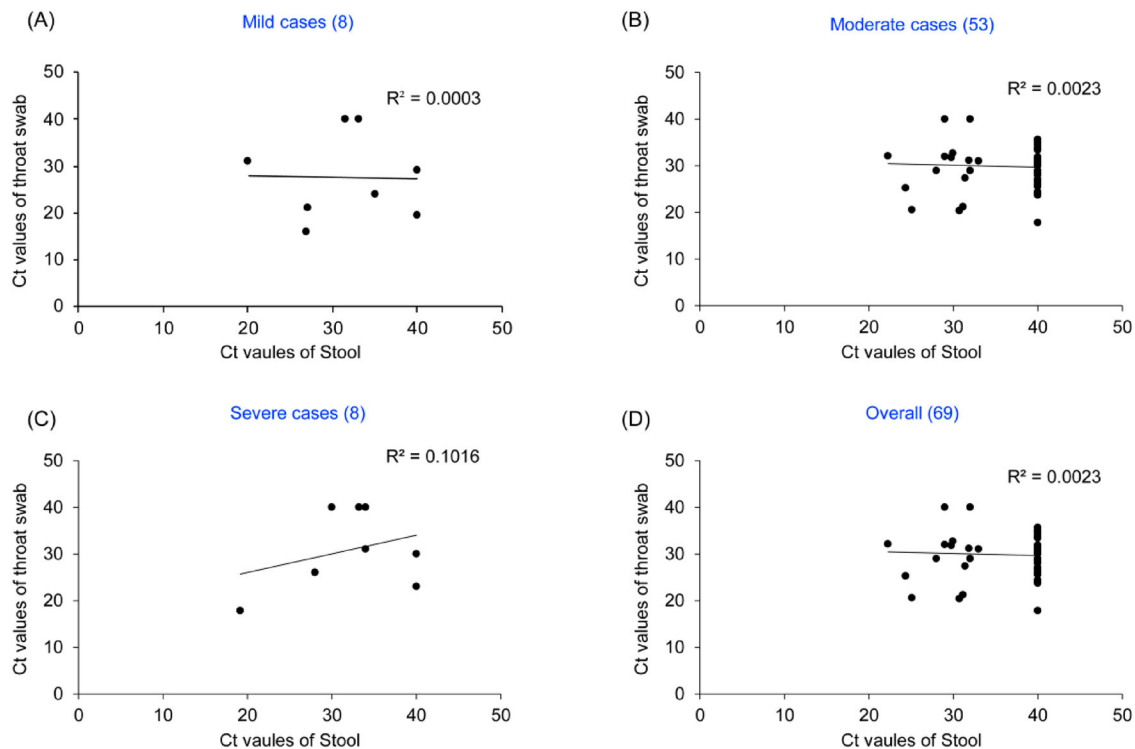 (A)
Mild cases (8)
R² = 0.0003
Ct values of throat swab
50
40
30
20
10
0
0 10 20 30 40 50
Ct vaules of Stool
(B)
Moderate cases (53)
R² = 0.0023
Ct values of throat swab
50
40
30
20
10
0
0 10 20 30 40 50
Ct vaules of Stool
(C)
Severe cases (8)
R² = 0.1016
Ct values of throat swab
50
40
30
20
10
0
0 10 20 30 40 50
Ct vaules of Stool
(D)
Overall (69)
R² = 0.0023
Ct values of throat swab
50
40
30
20
10
0
0 10 20 30 40 50
Ct vaules of Stool